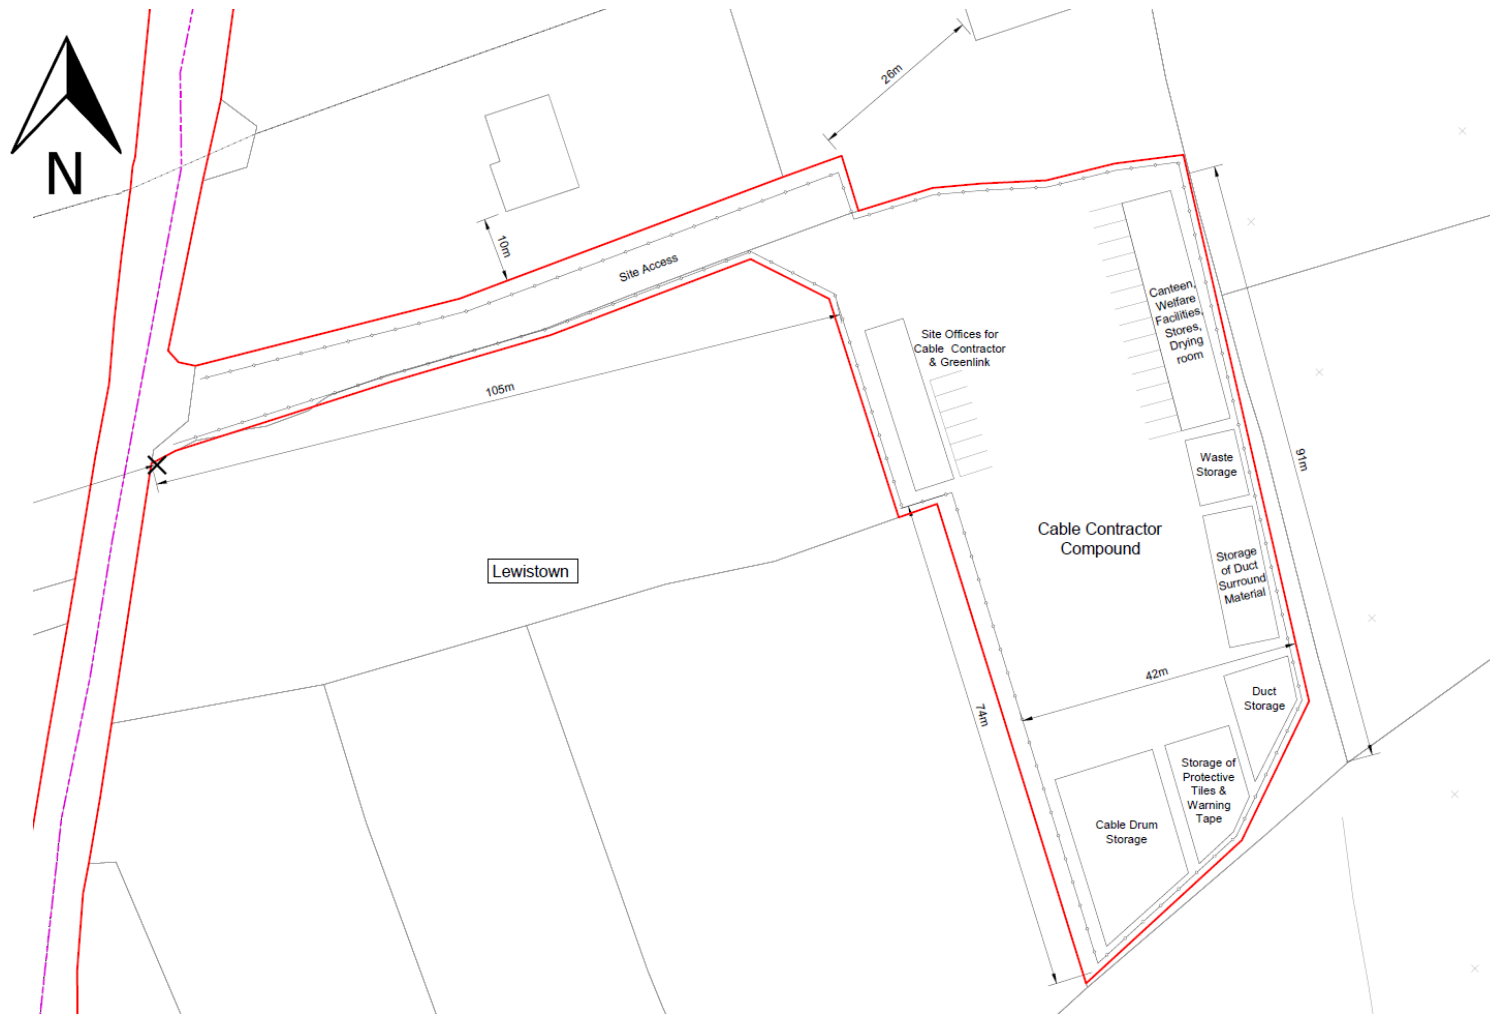 N
26m
10m
Site Access
105m
Site Offices for
Cable Contractor
& Greenlink
Canteen,
Welfare
Facilities,
Stores,
Drying
room
91m
Waste
Storage
Cable Contractor
Compound
Storage
of Duct
Surround
Material
Lewistown
42m
74m
Duct
Storage
Storage of
Protective
Tiles &
Warning
Tape
Cable Drum
Storage